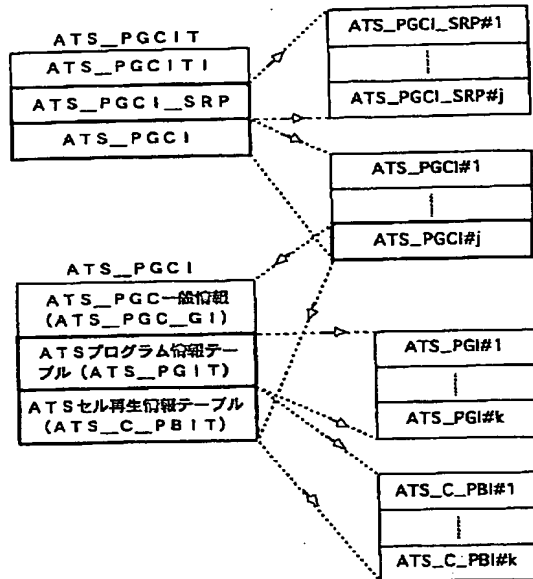 ATS_PGCIT
ATS_PGCITI
ATS_PGCI_SRP
ATS_PGCI
ATS_PGCI_SRP#1
ATS_PGCI_SRP#j
ATS_PGCI#1
ATS_PGCI#j
ATS_PGCI
ATS_PGC一般情報
(ATS_PGC_GI)
ATSプログラム情報テー
ブル(ATS_PGIT)
ATSセル再生情報テーブル
(ATS_C_PBIT)
ATS_PGI#1
ATS_PGI#k
ATS_C_PBI#1
ATS_C_PBI#k